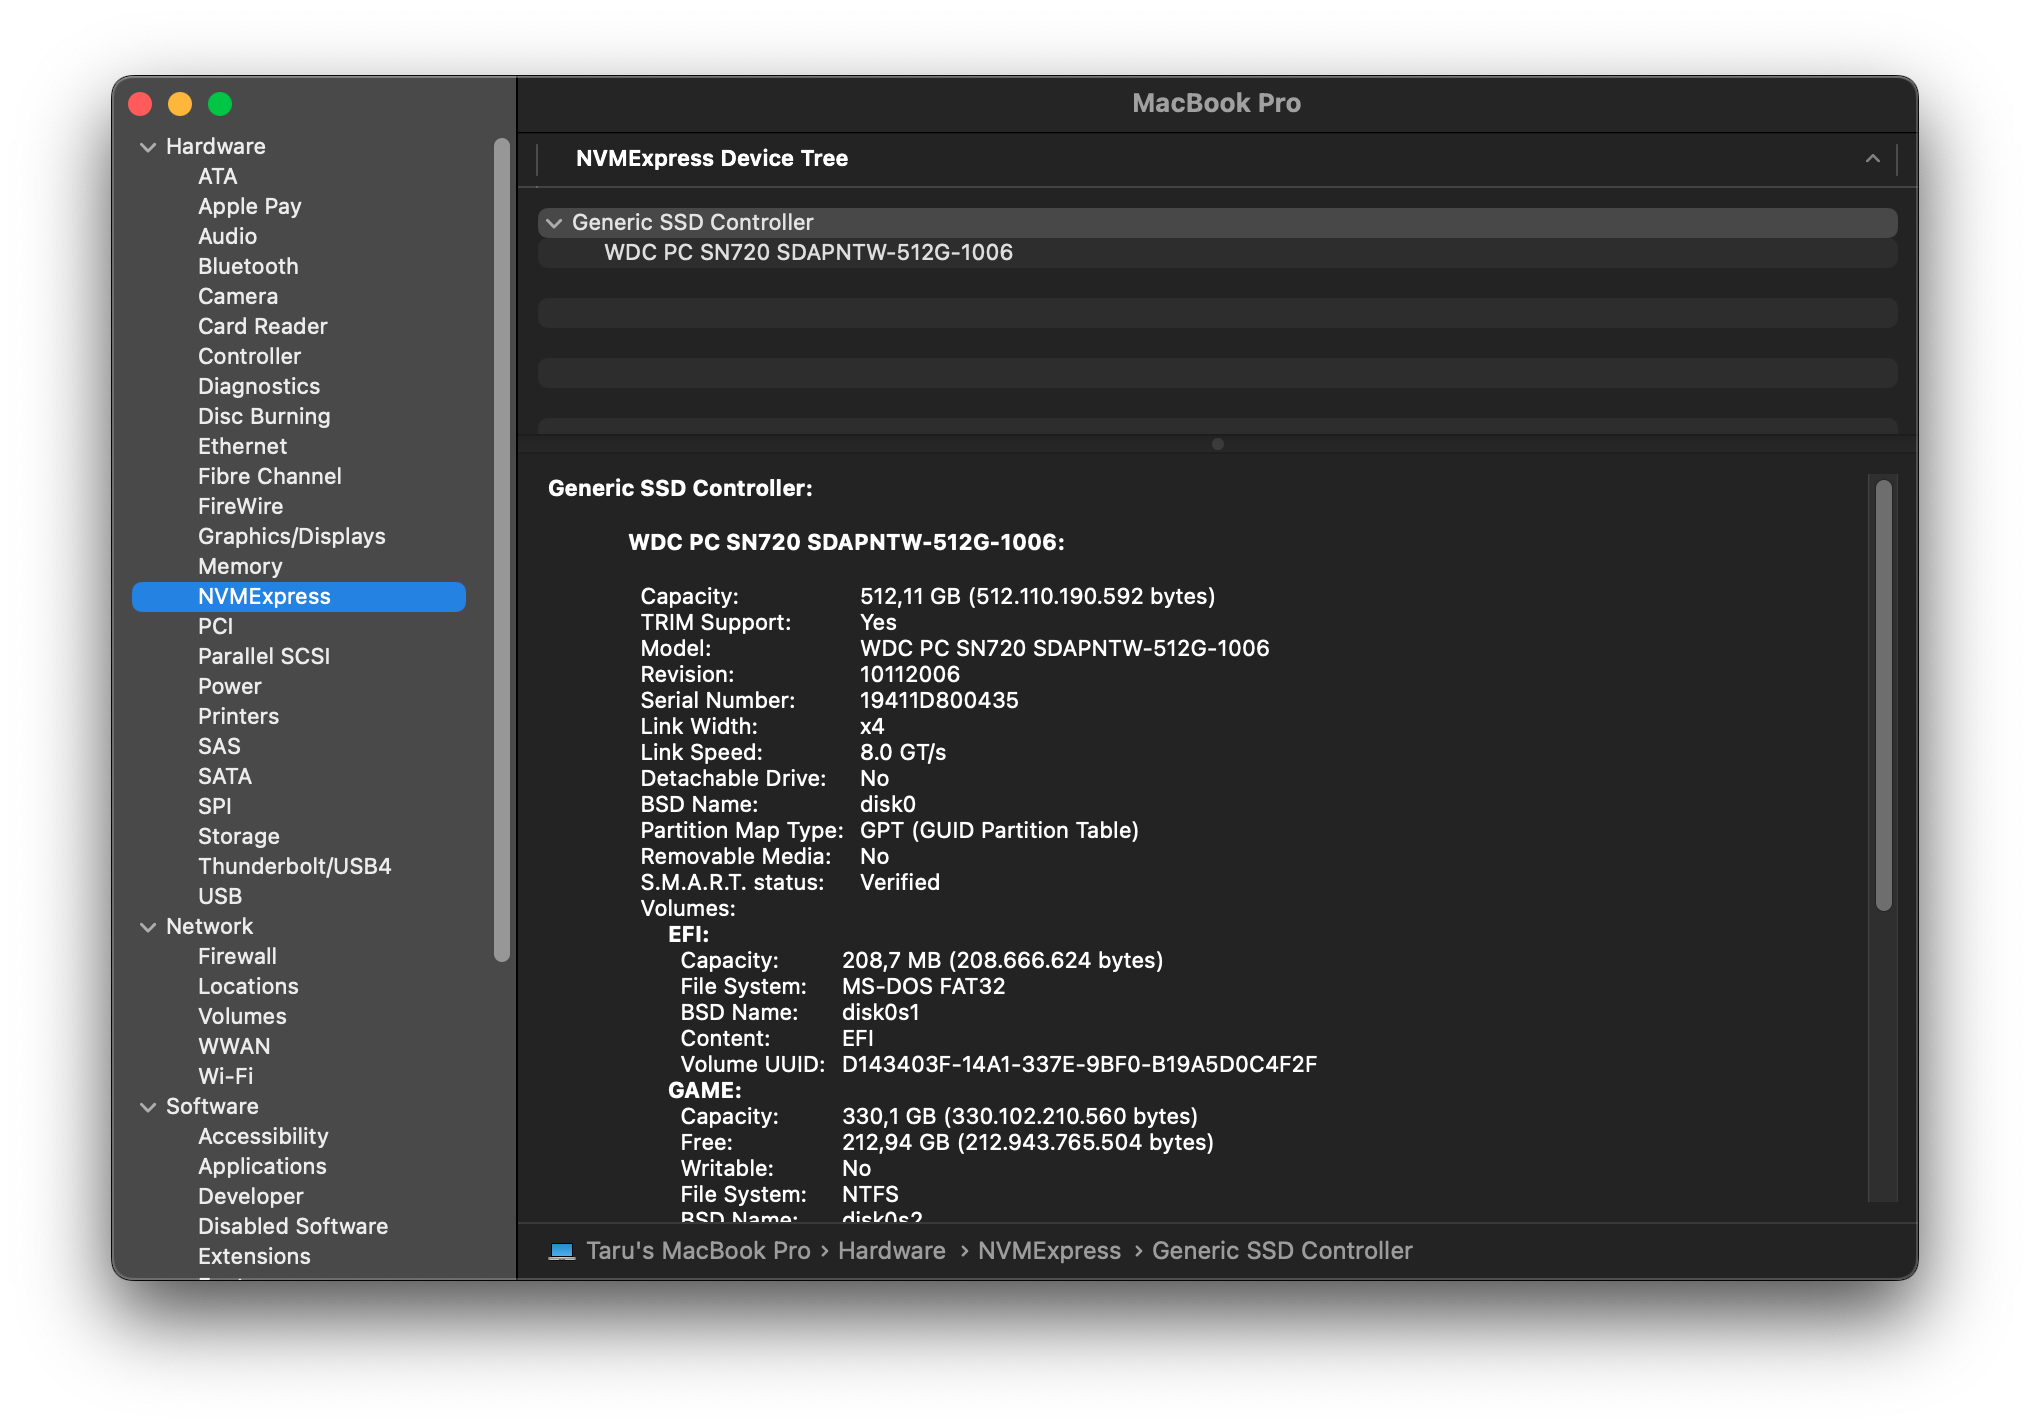 MacBook Pro
Hardware
ATA
Apple Pay
Audio
Bluetooth
Camera
Card Reader
Controller
Diagnostics
Disc Burning
Ethernet
Fibre Channel
FireWire
Graphics/Displays
Memory
NVMExpress
PCI
Parallel SCSI
Power
Printers
SAS
SATA
SPI
Storage
Thunderbolt/USB4
USB
Network
Firewall
Locations
Volumes
WWAN
Wi-Fi
Software
Accessibility
Applications
Developer
Disabled Software
Extensions
NVMExpress Device Tree
Generic SSD Controller
WDC PC SN720 SDAPNTW-512G-1006
Generic SSD Controller:
WDC PC SN720 SDAPNTW-512G-1006:
Capacity: 512,11 GB (512.110.190.592 bytes)
TRIM Support: Yes
Model: WDC PC SN720 SDAPNTW-512G-1006
Revision: 10112006
Serial Number: 19411D800435
Link Width: x4
Link Speed: 8.0 GT/s
Detachable Drive: No
BSD Name: disk0
Partition Map Type: GPT (GUID Partition Table)
Removable Media: No
S.M.A.R.T. status: Verified
Volumes:
EFI:
Capacity: 208,7 MB (208.666.624 bytes)
File System: MS-DOS FAT32
BSD Name: disk0s1
Content: EFI
Volume UUID: D143403F-14A1-337E-9BF0-B19A5D0C4F2F
GAME:
Capacity: 330,1 GB (330.102.210.560 bytes)
Free: 212,94 GB (212.943.765.504 bytes)
Writable: No
File System: NTFS
BSD Name: disk0s2
Taru's MacBook Pro › Hardware › NVMExpress › Generic SSD Controller